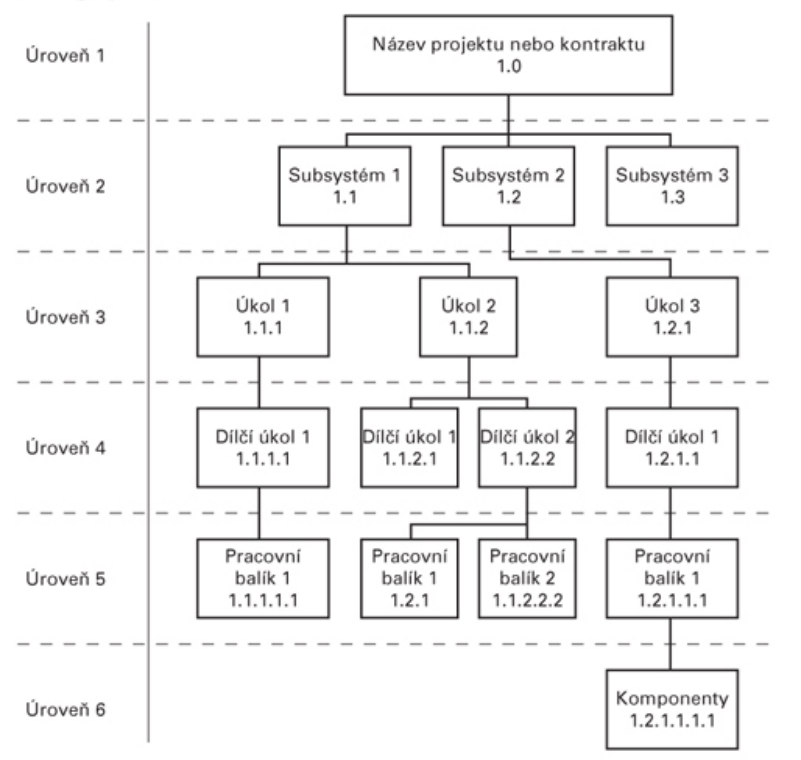 Úroveň 1
Název projektu nebo kontraktu
1.0
Úroveň 2
Subsystém 1
1.1
Subsystém 2
1.2
Subsystém 3
1.3
Úroveň 3
Úkol 1
1.1.1
Úkol 2
1.1.2
Úkol 3
1.2.1
Úroveň 4
Dílčí úkol 1
1.1.1.1
Dílčí úkol 1
1.1.2.1
Dílčí úkol 2
1.1.2.2
Dílčí úkol 1
1.2.1.1
Úroveň 5
Pracovní
balík 1
1.1.1.1.1
Pracovní
balík 1
1.2.1
Pracovní
balík 2
1.1.2.2.2
Pracovní
balík 1
1.2.1.1.1
Úroveň 6
Komponenty
1.2.1.1.1.1